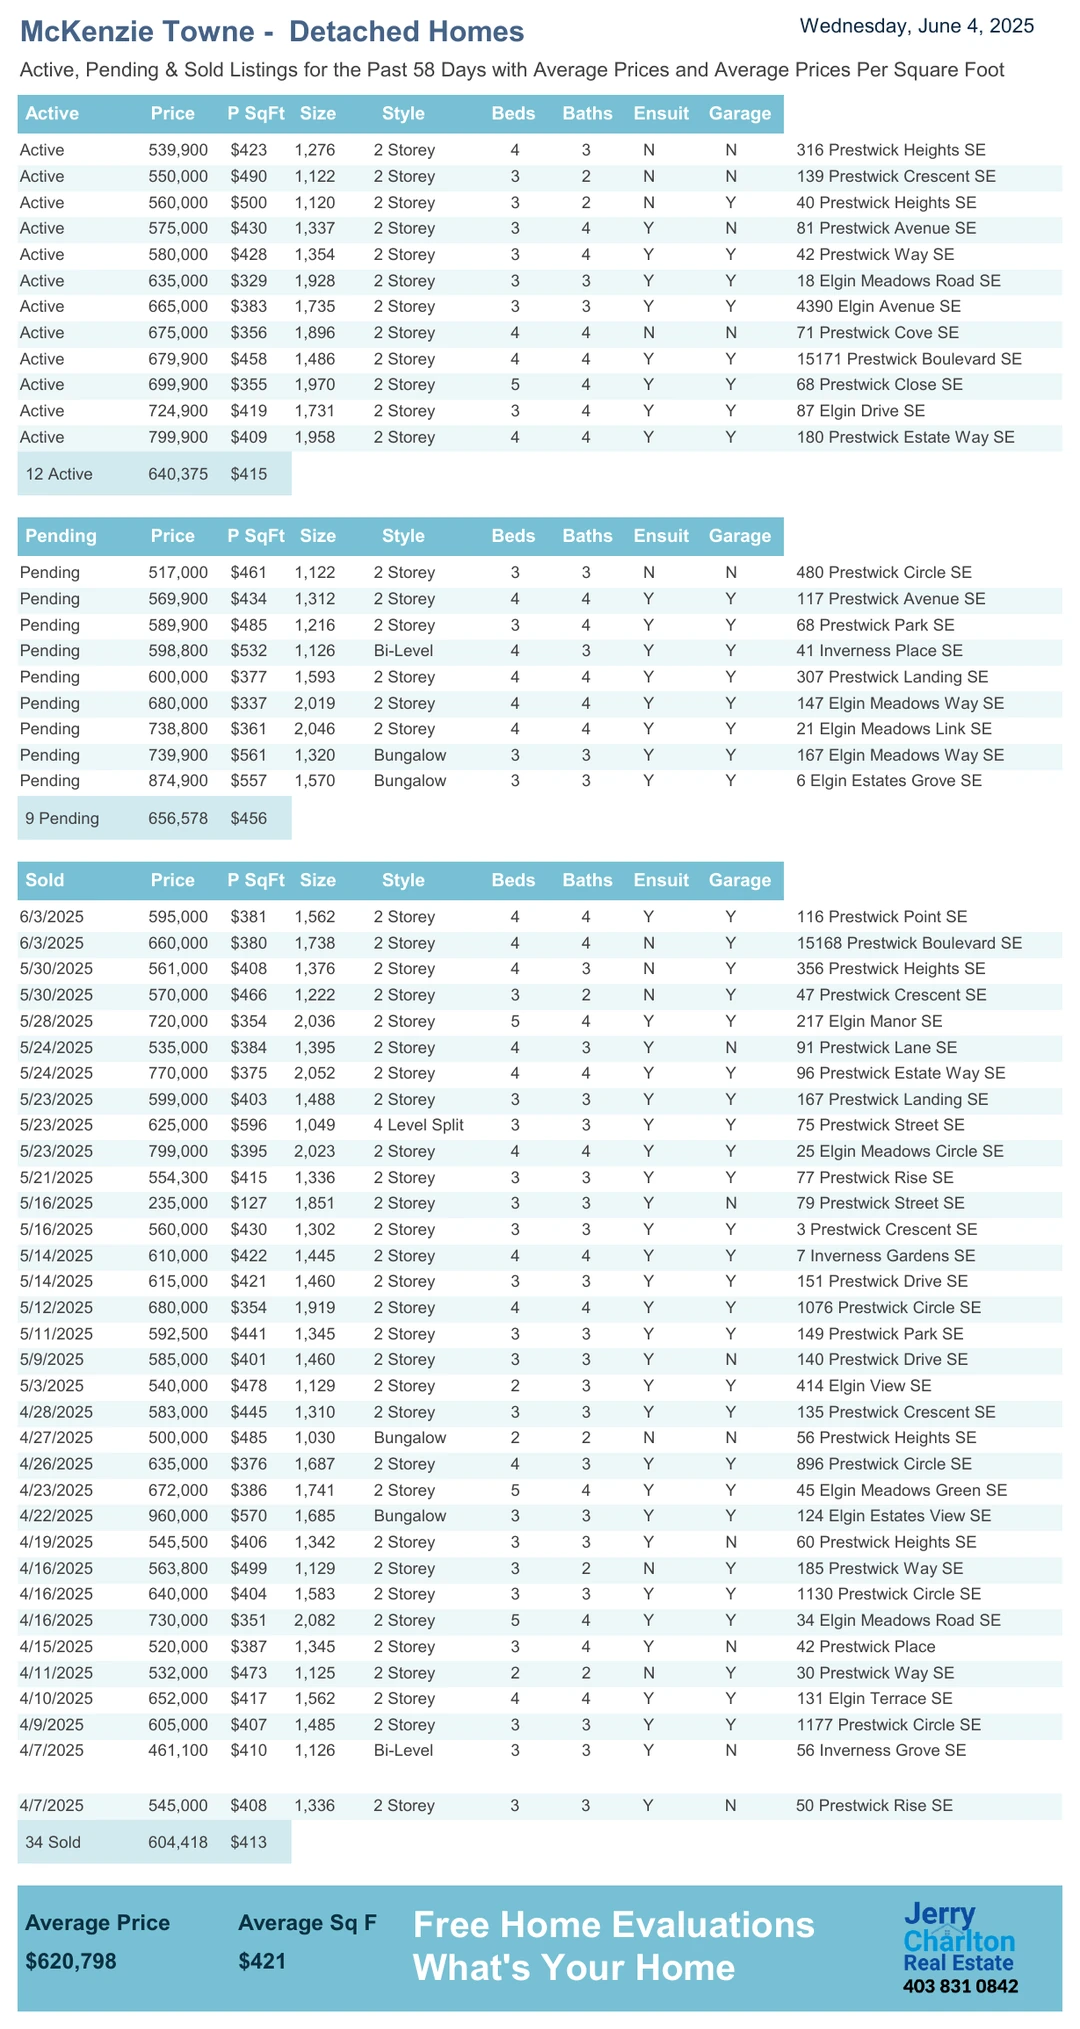 McKenzie Towne - Detached Homes
Wednesday, June 4, 2025
Active, Pending & Sold Listings for the Past 58 Days with Average Prices and Average Prices Per Square Foot
Active Price P SqFt Size Style Beds Baths Ensuit Garage
Active 539,900 $423 1,276 2 Storey 4 3 N N 316 Prestwick Heights SE
Active 550,000 $490 1,122 2 Storey 3 2 N N 139 Prestwick Crescent SE
Active 560,000 $500 1,120 2 Storey 3 2 N Y 40 Prestwick Heights SE
Active 575,000 $430 1,337 2 Storey 3 4 Y N 81 Prestwick Avenue SE
Active 580,000 $428 1,354 2 Storey 3 4 Y Y 42 Prestwick Way SE
Active 635,000 $329 1,928 2 Storey 3 3 Y Y 18 Elgin Meadows Road SE
Active 665,000 $383 1,735 2 Storey 3 3 Y Y 4390 Elgin Avenue SE
Active 675,000 $356 1,896 2 Storey 4 4 N N 71 Prestwick Cove SE
Active 679,900 $458 1,486 2 Storey 4 4 Y Y 15171 Prestwick Boulevard SE
Active 699,900 $355 1,970 2 Storey 5 4 Y Y 68 Prestwick Close SE
Active 724,900 $419 1,731 2 Storey 3 4 Y Y 87 Elgin Drive SE
Active 799,900 $409 1,958 2 Storey 4 4 Y Y 180 Prestwick Estate Way SE
12 Active 640,375 $415
Pending Price P SqFt Size Style Beds Baths Ensuit Garage
Pending 517,000 $461 1,122 2 Storey 3 3 N N 480 Prestwick Circle SE
Pending 569,900 $434 1,312 2 Storey 4 4 Y Y 117 Prestwick Avenue SE
Pending 589,900 $485 1,216 2 Storey 3 4 Y Y 68 Prestwick Park SE
Pending 598,800 $532 1,126 Bi-Level 4 3 Y Y 41 Inverness Place SE
Pending 600,000 $377 1,593 2 Storey 4 4 Y Y 307 Prestwick Landing SE
Pending 680,000 $337 2,019 2 Storey 4 4 Y Y 147 Elgin Meadows Way SE
Pending 738,800 $361 2,046 2 Storey 4 4 Y Y 21 Elgin Meadows Link SE
Pending 739,900 $561 1,320 Bungalow 3 3 Y Y 167 Elgin Meadows Way SE
Pending 874,900 $557 1,570 Bungalow 3 3 Y Y 6 Elgin Estates Grove SE
9 Pending 656,578 $456
Sold Price P SqFt Size Style Beds Baths Ensuit Garage
6/3/2025 595,000 $381 1,562 2 Storey 4 4 Y Y 116 Prestwick Point SE
6/3/2025 660,000 $380 1,738 2 Storey 4 4 N Y 15168 Prestwick Boulevard SE
5/30/2025 561,000 $408 1,376 2 Storey 4 3 N Y 356 Prestwick Heights SE
5/30/2025 570,000 $466 1,222 2 Storey 3 2 N Y 47 Prestwick Crescent SE
5/28/2025 720,000 $354 2,036 2 Storey 5 4 Y Y 217 Elgin Manor SE
5/24/2025 535,000 $384 1,395 2 Storey 4 3 Y N 91 Prestwick Lane SE
5/24/2025 770,000 $375 2,052 2 Storey 4 4 Y Y 96 Prestwick Estate Way SE
5/23/2025 599,000 $403 1,488 2 Storey 3 3 Y Y 167 Prestwick Landing SE
5/23/2025 625,000 $596 1,049 4 Level Split 3 3 Y Y 75 Prestwick Street SE
5/23/2025 799,000 $395 2,023 2 Storey 4 4 Y Y 25 Elgin Meadows Circle SE
5/21/2025 554,300 $415 1,336 2 Storey 3 3 Y Y 77 Prestwick Rise SE
5/16/2025 235,000 $127 1,851 2 Storey 3 3 Y N 79 Prestwick Street SE
5/16/2025 560,000 $430 1,302 2 Storey 3 3 Y Y 3 Prestwick Crescent SE
5/14/2025 610,000 $422 1,445 2 Storey 4 4 Y Y 7 Inverness Gardens SE
5/14/2025 615,000 $421 1,460 2 Storey 3 3 Y Y 151 Prestwick Drive SE
5/12/2025 680,000 $354 1,919 2 Storey 4 4 Y Y 1076 Prestwick Circle SE
5/11/2025 592,500 $441 1,345 2 Storey 3 3 Y Y 149 Prestwick Park SE
5/9/2025 585,000 $401 1,460 2 Storey 3 3 Y N 140 Prestwick Drive SE
5/3/2025 540,000 $478 1,129 2 Storey 2 3 Y Y 414 Elgin View SE
4/28/2025 583,000 $445 1,310 2 Storey 3 3 Y Y 135 Prestwick Crescent SE
4/27/2025 500,000 $485 1,030 Bungalow 2 2 N N 56 Prestwick Heights SE
4/26/2025 635,000 $376 1,687 2 Storey 4 3 Y Y 896 Prestwick Circle SE
4/23/2025 672,000 $386 1,741 2 Storey 5 4 Y Y 45 Elgin Meadows Green SE
4/22/2025 960,000 $570 1,685 Bungalow 3 3 Y Y 124 Elgin Estates View SE
4/19/2025 545,500 $406 1,342 2 Storey 3 3 Y N 60 Prestwick Heights SE
4/16/2025 563,800 $499 1,129 2 Storey 3 2 N Y 185 Prestwick Way SE
4/16/2025 640,000 $404 1,583 2 Storey 3 3 Y Y 1130 Prestwick Circle SE
4/16/2025 730,000 $351 2,082 2 Storey 5 4 Y Y 34 Elgin Meadows Road SE
4/15/2025 520,000 $387 1,345 2 Storey 3 4 Y N 42 Prestwick Place
4/11/2025 532,000 $473 1,125 2 Storey 2 2 N Y 30 Prestwick Way SE
4/10/2025 652,000 $417 1,562 2 Storey 4 4 Y Y 131 Elgin Terrace SE
4/9/2025 605,000 $407 1,485 2 Storey 3 3 Y Y 1177 Prestwick Circle SE
4/7/2025 461,100 $410 1,126 Bi-Level 3 3 Y N 56 Inverness Grove SE
4/7/2025 545,000 $408 1,336 2 Storey 3 3 Y N 50 Prestwick Rise SE
34 Sold 604,418 $413
Average Price Average Sq F
$620,798 $421
Free Home Evaluations
What's Your Home
Jerry
Charlton
Real Estate
403 831 0842